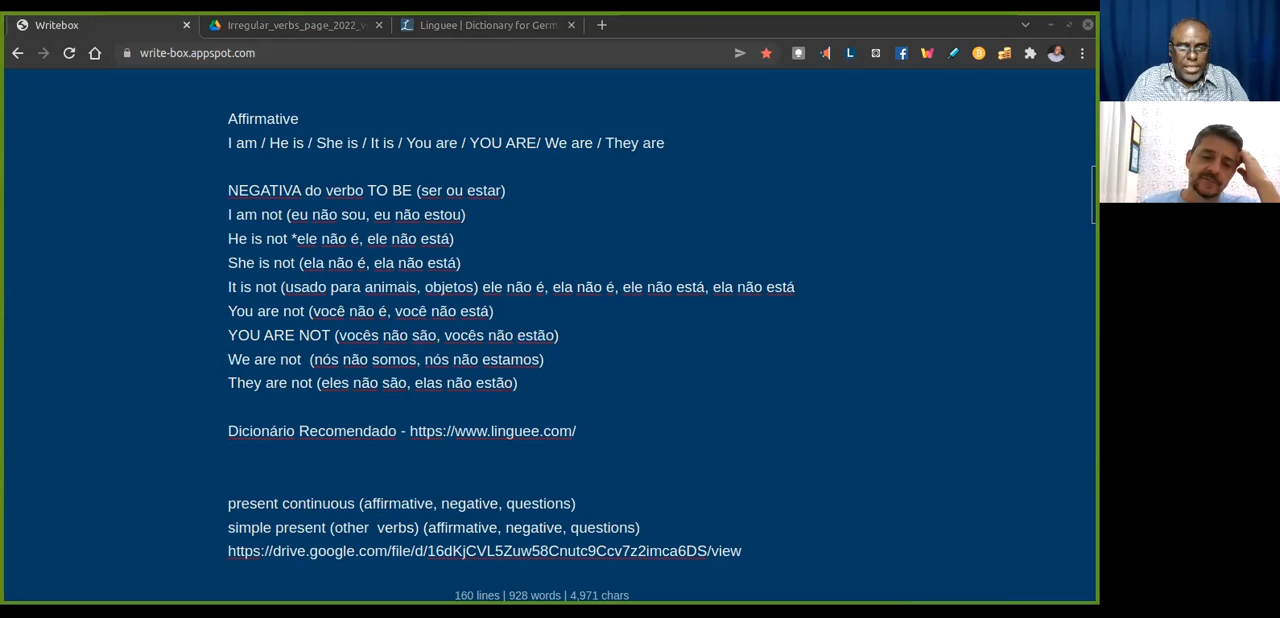 Writebox
Irregular_verbs_page_2022_v
Linguee | Dictionary for Germ
write-box.appspot.com
Affirmative
I am / He is / She is / It is / You are / YOU ARE/ We are / They are
NEGATIVA do verbo TO BE (ser ou estar)
I am not (eu não sou, eu não estou)
He is not *ele não é, ele não está)
She is not (ela não é, ela não está)
It is not (usado para animais, objetos) ele não é, ela não é, ele não está, ela não está
You are not (você não é, você não está)
YOU ARE NOT (vocês não são, vocês não estão)
We are not  (nós não somos, nós não estamos)
They are not (eles não são, elas não estão)
Dicionário Recomendado - https://www.linguee.com/
present continuous (affirmative, negative, questions)
simple present (other  verbs) (affirmative, negative, questions)
https://drive.google.com/file/d/16dKjCVL5Zuw58Cnutc9Ccv7z2imca6DS/view
160 lines | 928 words | 4,971 chars